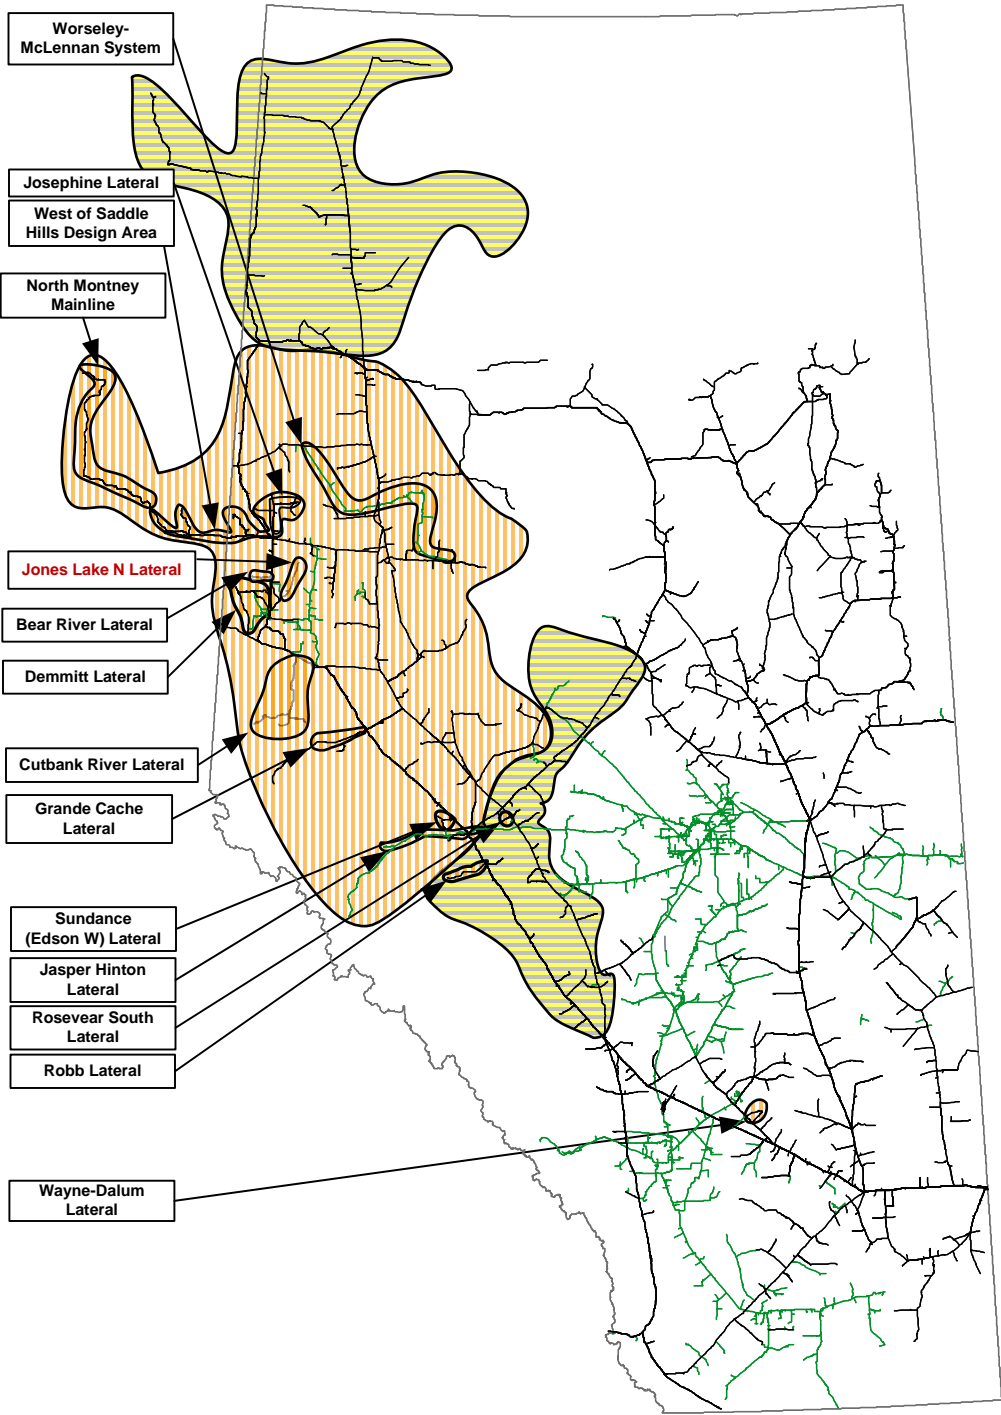 Worseley-
McLennan System
Josephine Lateral
West of Saddle
Hills Design Area
North Montney
Mainline
Jones Lake N Lateral
Bear River Lateral
Demmitt Lateral
Cutbank River Lateral
Grande Cache
Lateral
Sundance
(Edson W) Lateral
Jasper Hinton
Lateral
Rosevear South
Lateral
Robb Lateral
Wayne-Dalum
Lateral